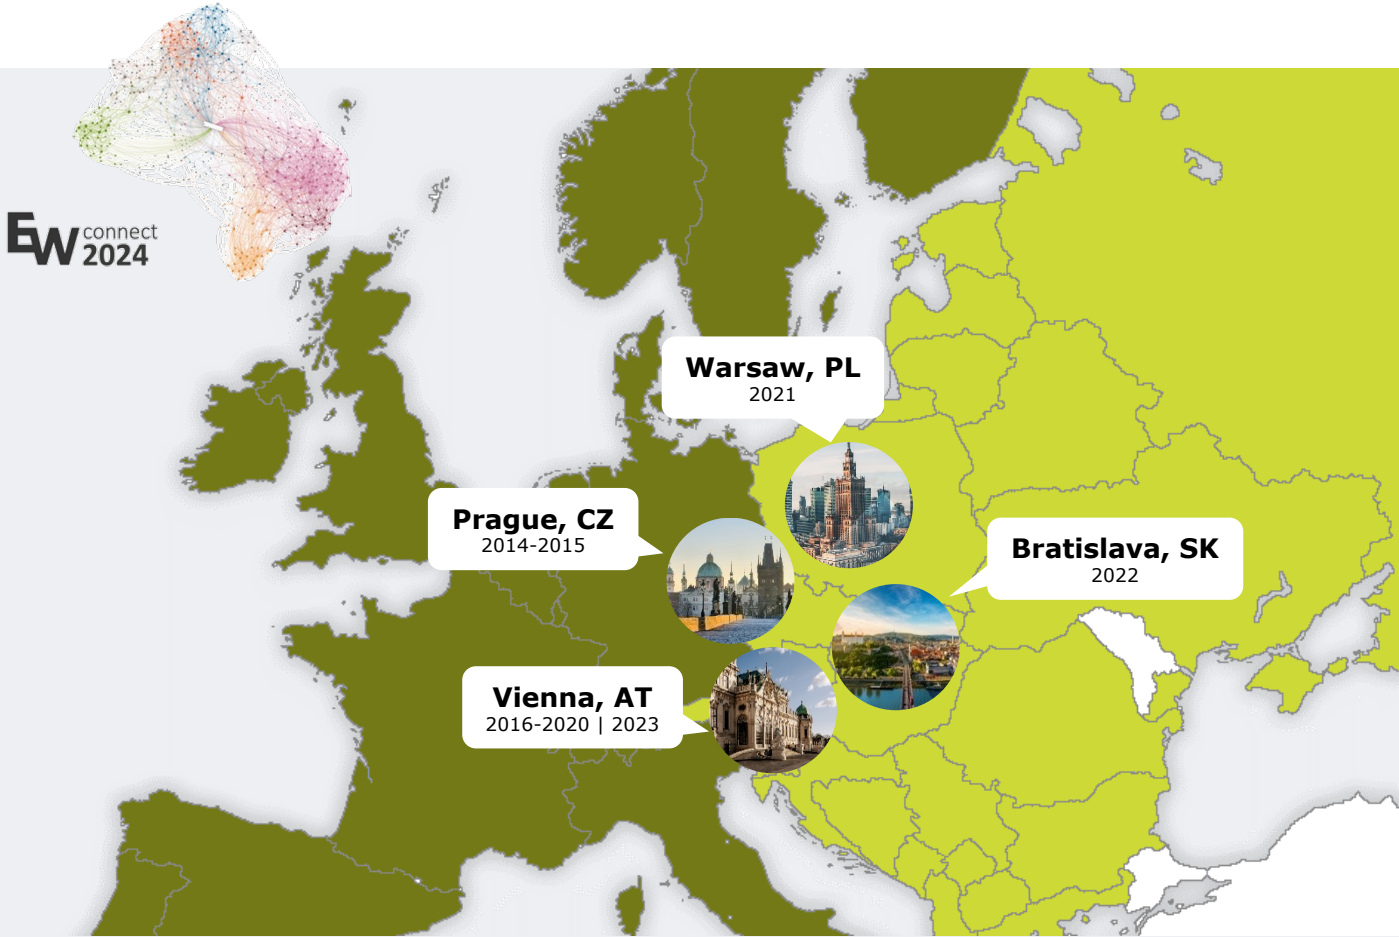 EW connect
2024
Warsaw, PL
2021
Prague, CZ
2014-2015
Bratislava, SK
2022
Vienna, AT
2016-2020 | 2023